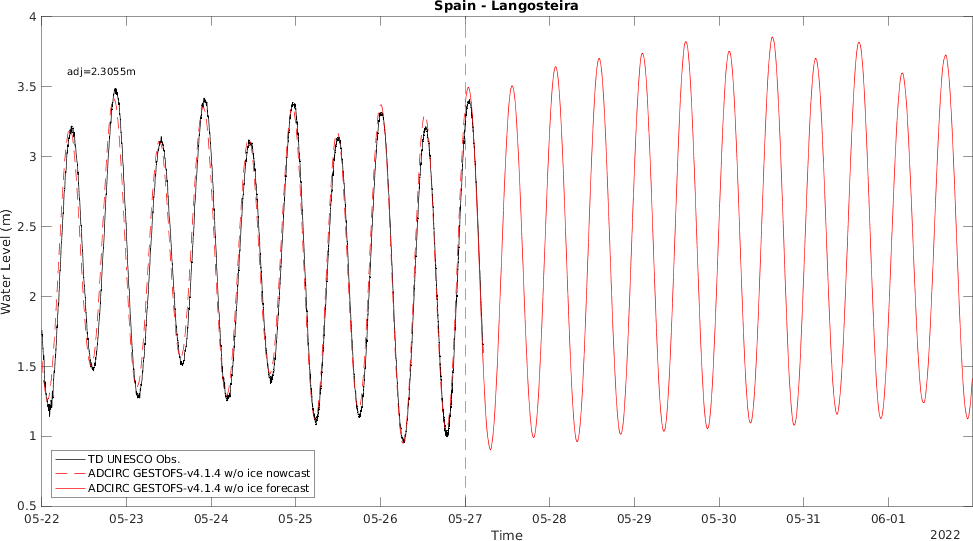 Spain - Langosteira
4
3.5
3
2.5
2
1.5
1
0.5
Water Level (m)
adj=2.3055m
TD UNESCO Obs.
ADCIRC GESTOFS-v4.1.4 w/o ice nowcast
ADCIRC GESTOFS-v4.1.4 w/o ice forecast
05-22 05-23 05-24 05-25 05-26 05-27 05-28 05-29 05-30 05-31 06-01
Time
2022